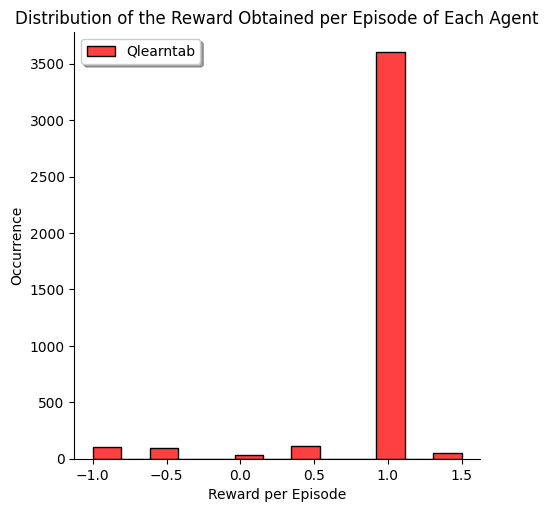 Distribution of the Reward Obtained per Episode of Each Agent
Qlearntab
3500
3000
2500
2000
1500
1000
500
0
−1.0 −0.5 0.0 0.5 1.0 1.5
Occurrence
Reward per Episode